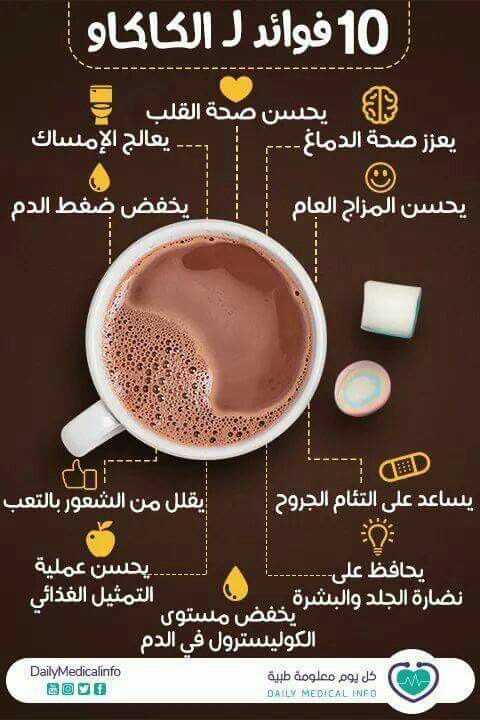 10 فوائد لـ الكاكاو
يحسن صحة القلب
يعزز صحة الدماغ
يعالج الإمساك
يحسن المزاج العام
يخفض ضغط الدم
يساعد على التئام الجروح
يقلل من الشعور بالتعب
يحافظ على
نضارة الجلد والبشرة
يحسن عملية
التمثيل الغذائي
يخفض مستوى
الكوليسترول في الدم
كل يوم معلومة طبية
DAILY MEDICAL INFO
DailyMedicalinfo